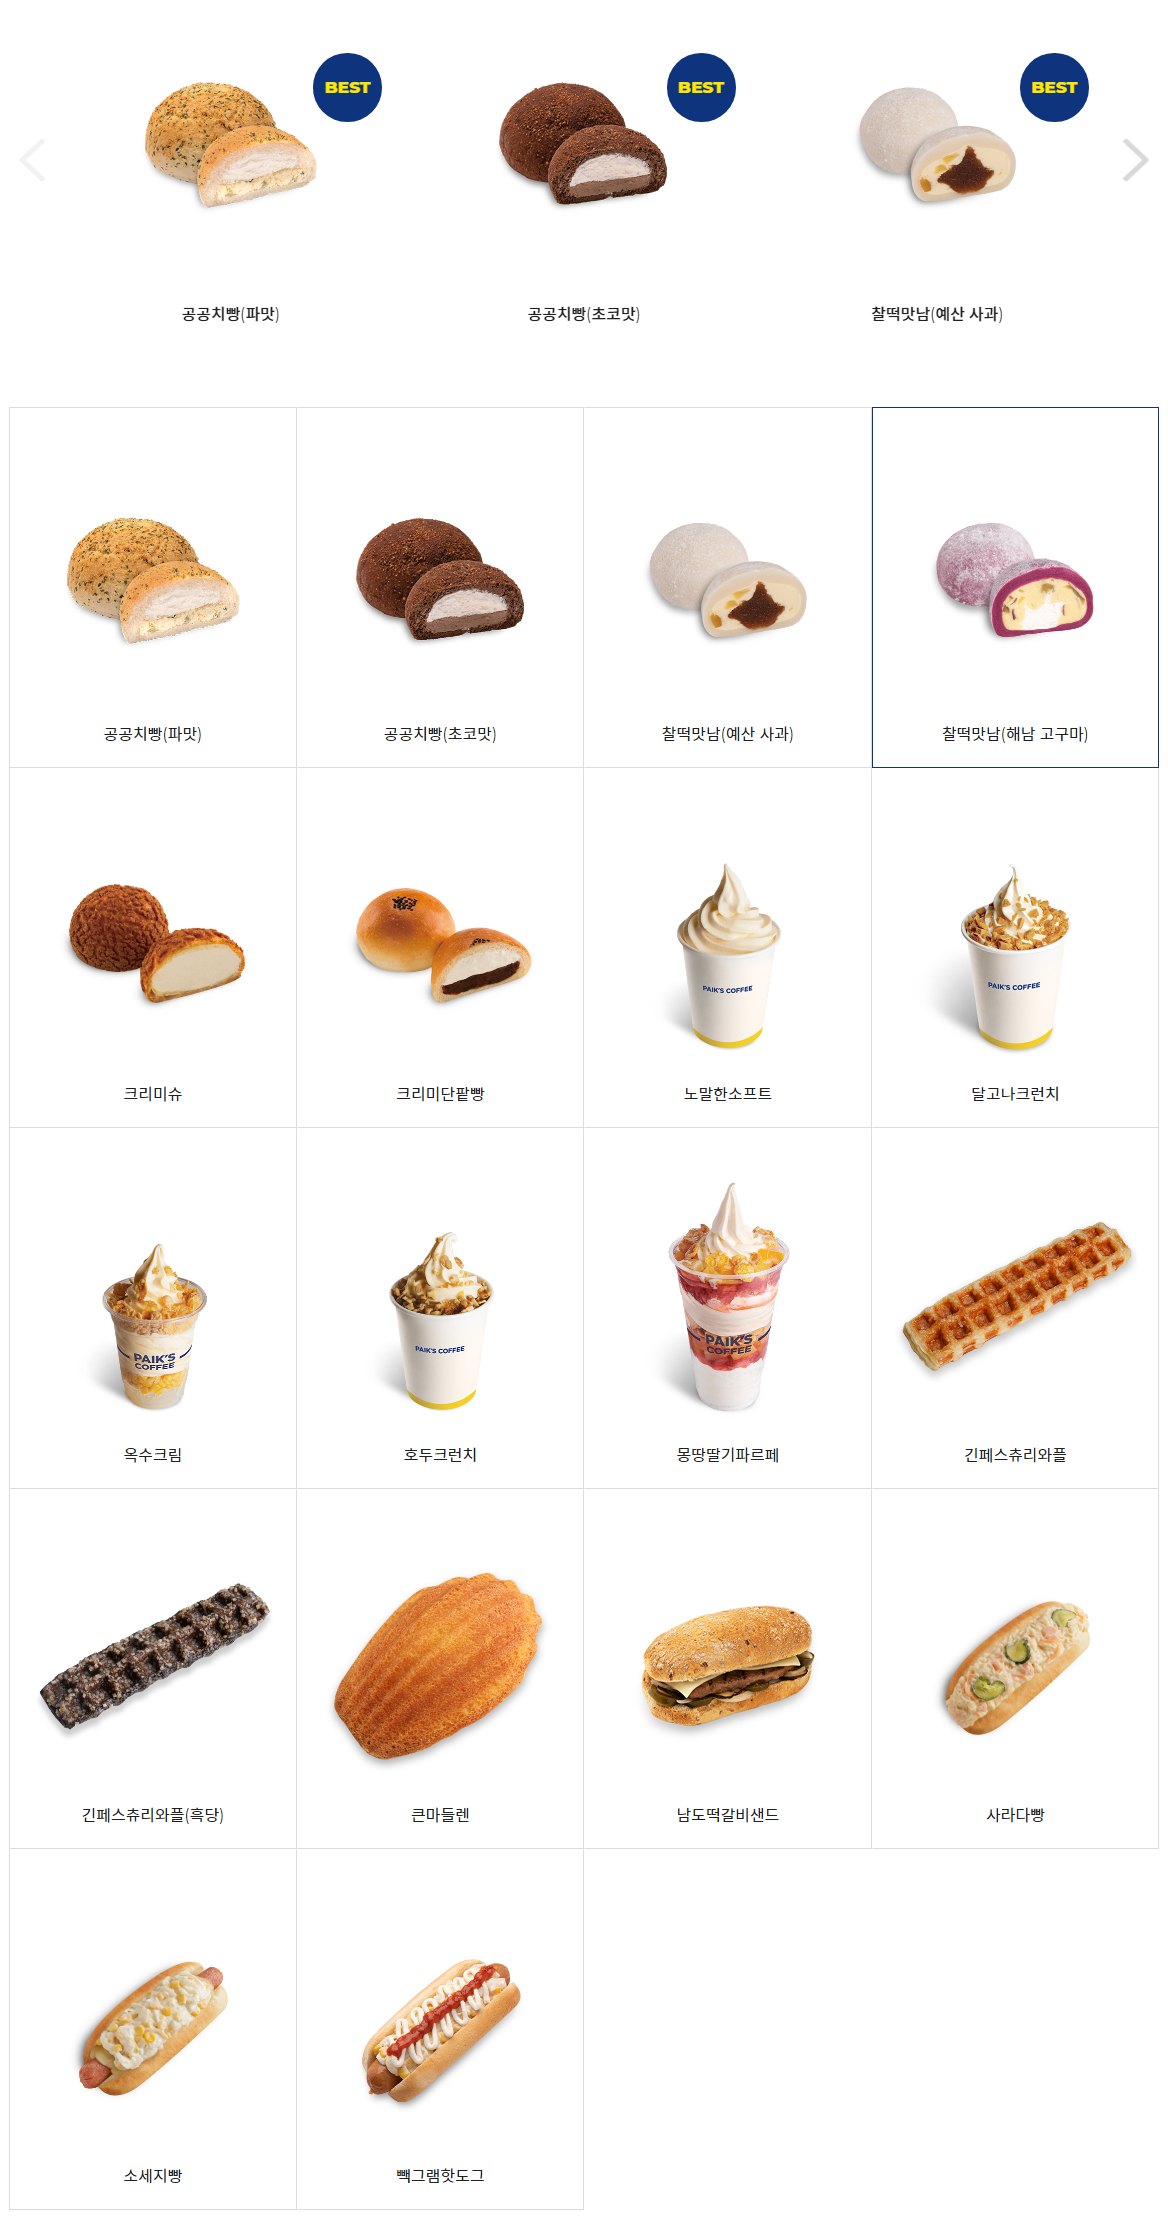 BEST
BEST
BEST
공공치빵(파맛)
공공치빵(초코맛)
찰떡맛남(예산 사과)
공공치빵(파맛)
공공치빵(초코맛)
찰떡맛남(예산 사과)
찰떡맛남(해남 고구마)
PAIK'S COFFEE
PAIK'S COFFEE
크리미슈
크리미단팥빵
노말한소프트
달고나크런치
PAIK'S
COFFEE
PAIK'S COFFEE
PAIK'S
COFFEE
옥수크림
호두크런치
몽땅딸기파르페
긴페스츄리와플
긴페스츄리와플(흑당)
큰마들렌
남도떡갈비샌드
사라다빵
소세지빵
빽그램핫도그